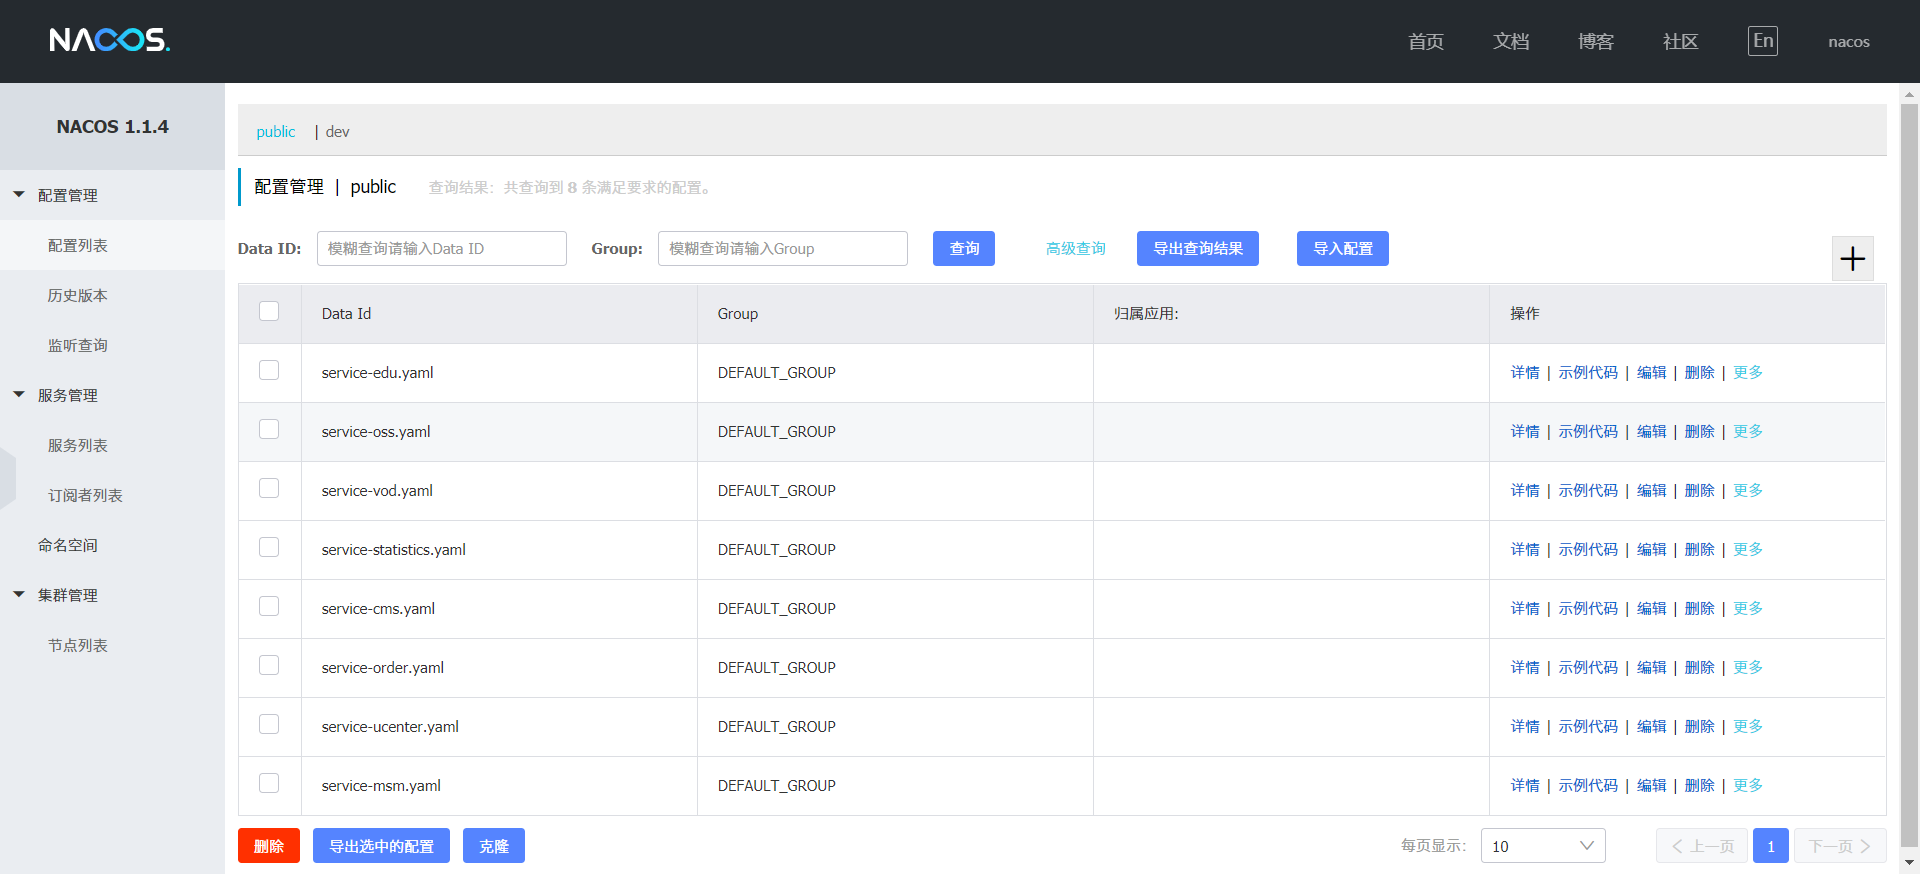 NACOS.
首页 文档 博客 社区 En nacos
NACOS 1.1.4
配置管理
配置列表
历史版本
监听查询
服务管理
服务列表
订阅者列表
命名空间
集群管理
节点列表
public | dev
配置管理 | public 查询结果：共查询到 8 条满足要求的配置。
Data ID: 模糊查询请输入Data ID Group: 模糊查询请输入Group 查询 高级查询 导出查询结果 导入配置
Data Id Group 归属应用: 操作
service-edu.yaml DEFAULT_GROUP 详情 | 示例代码 | 编辑 | 删除 | 更多
service-oss.yaml DEFAULT_GROUP 详情 | 示例代码 | 编辑 | 删除 | 更多
service-vod.yaml DEFAULT_GROUP 详情 | 示例代码 | 编辑 | 删除 | 更多
service-statistics.yaml DEFAULT_GROUP 详情 | 示例代码 | 编辑 | 删除 | 更多
service-cms.yaml DEFAULT_GROUP 详情 | 示例代码 | 编辑 | 删除 | 更多
service-order.yaml DEFAULT_GROUP 详情 | 示例代码 | 编辑 | 删除 | 更多
service-ucenter.yaml DEFAULT_GROUP 详情 | 示例代码 | 编辑 | 删除 | 更多
service-msm.yaml DEFAULT_GROUP 详情 | 示例代码 | 编辑 | 删除 | 更多
删除 导出选中的配置 克隆 每页显示: 10 上一页 1 下一页